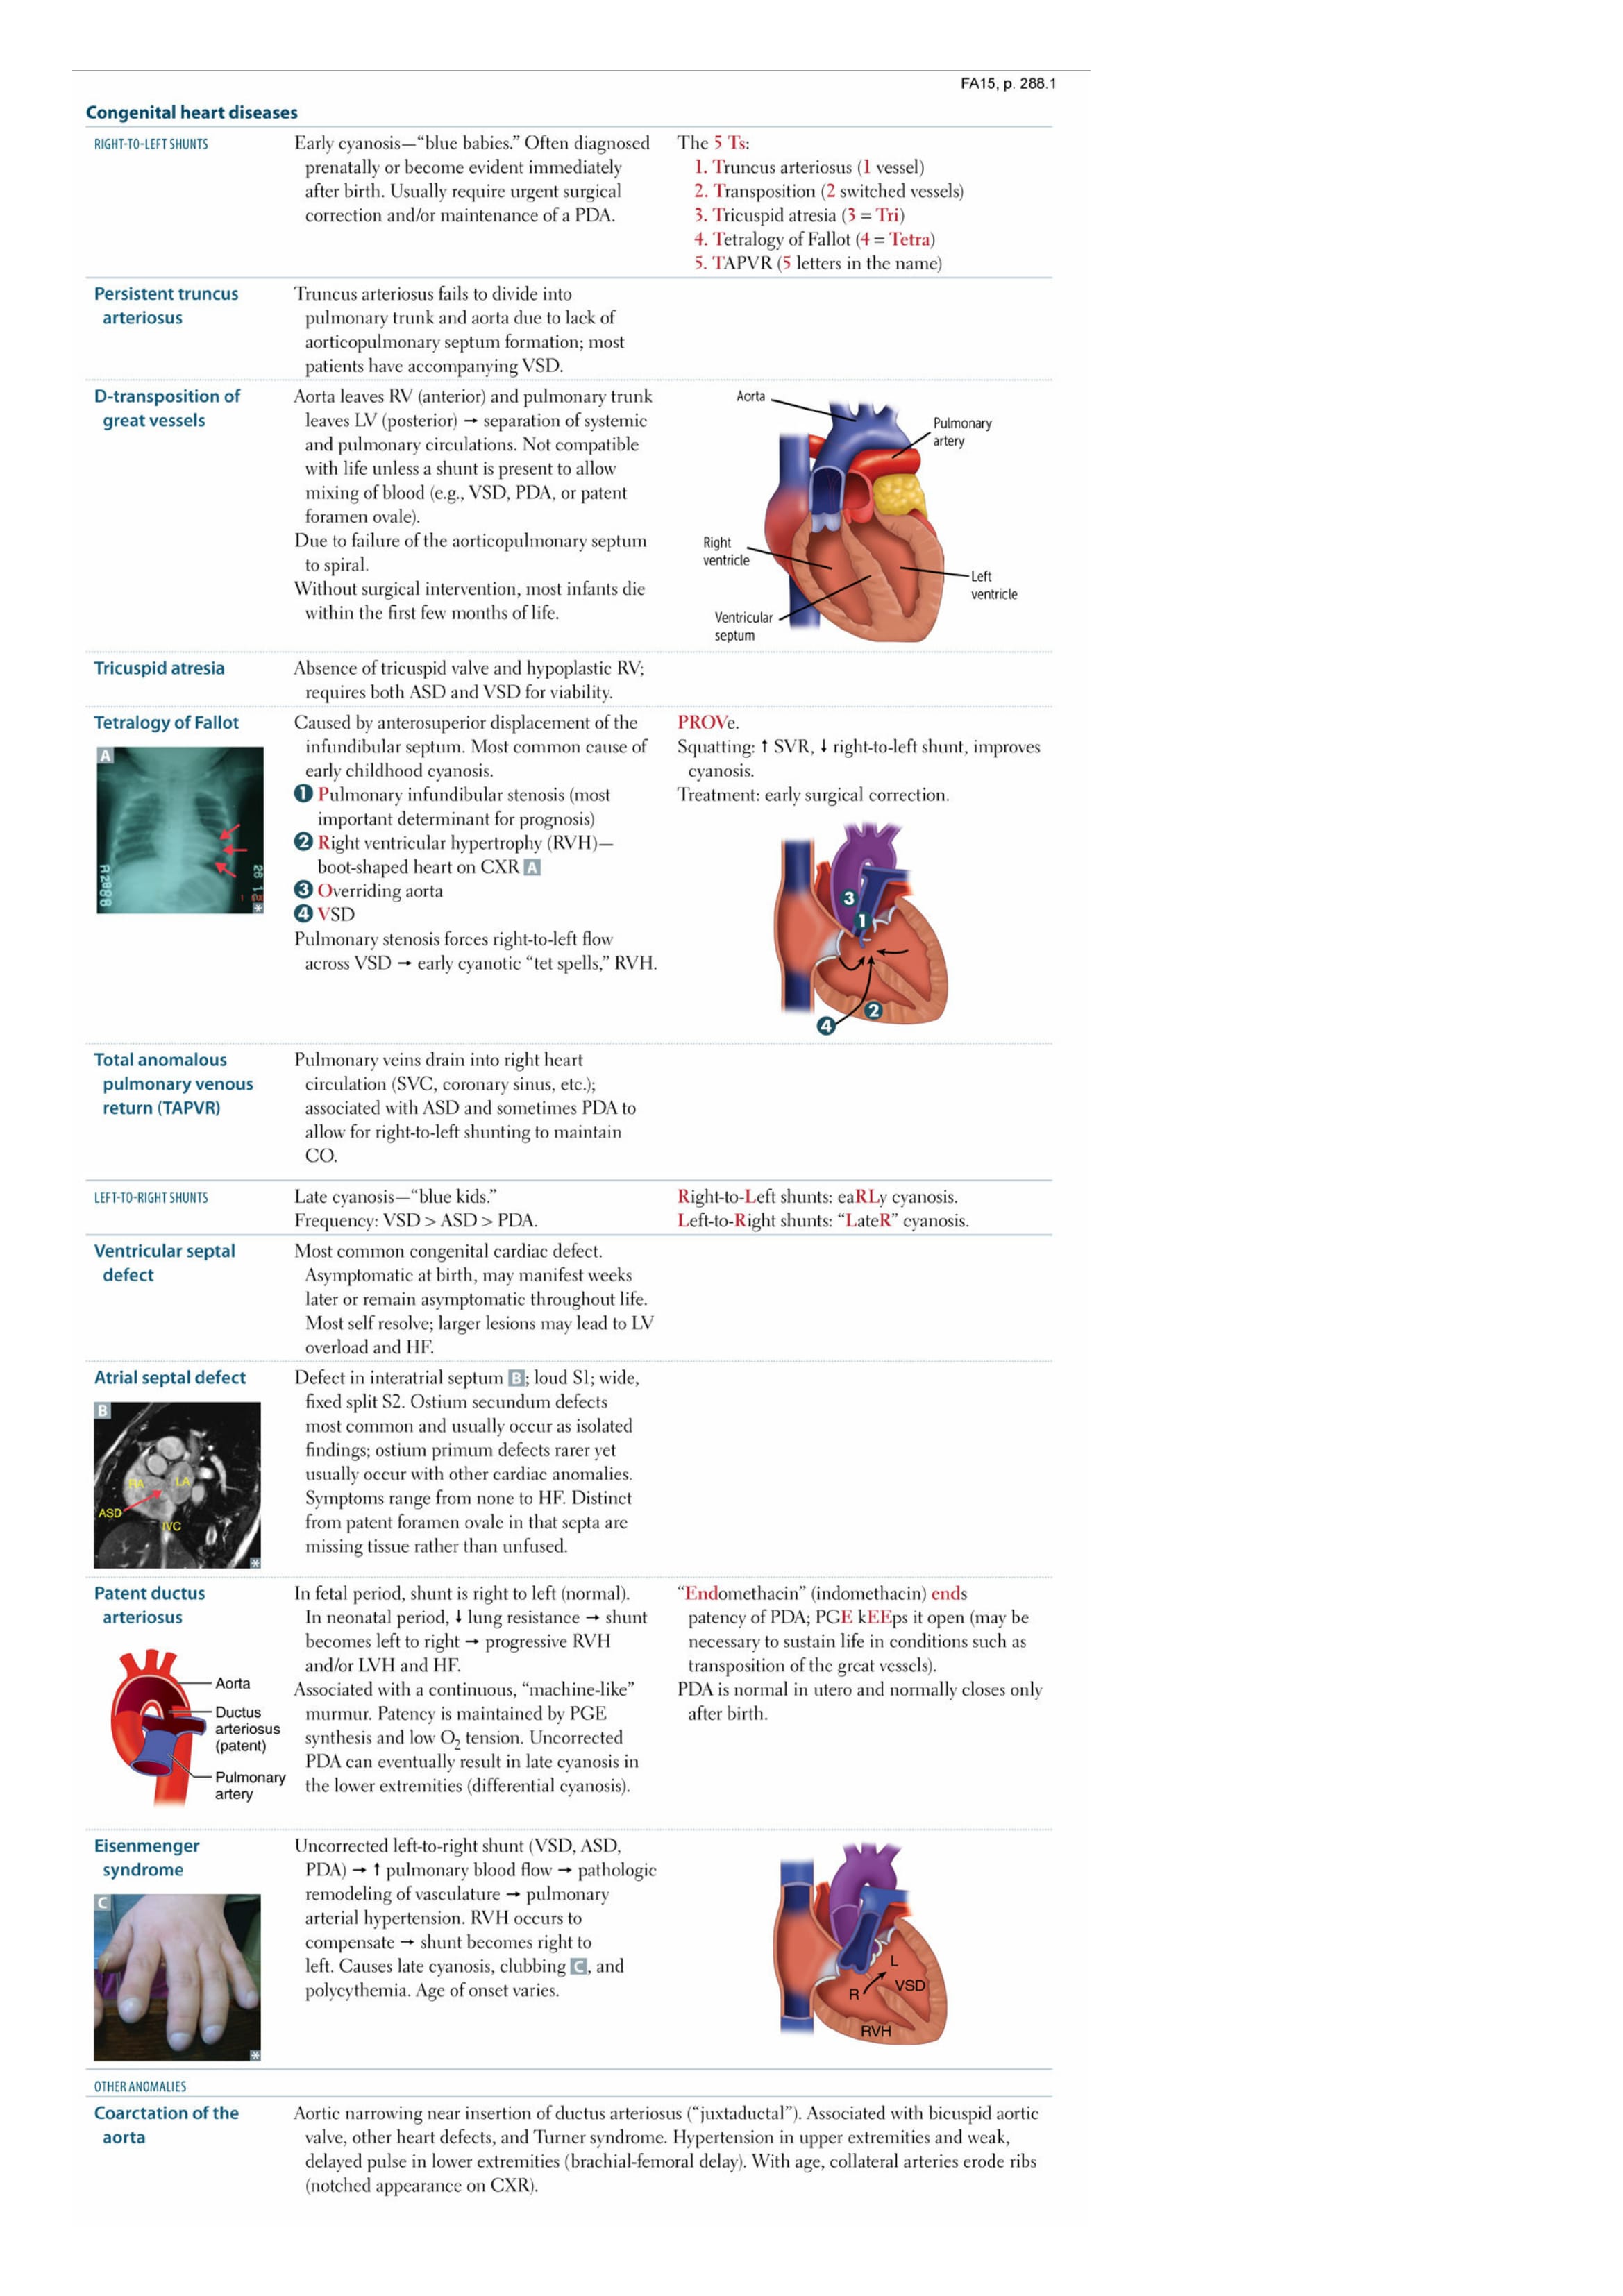 FA15, p. 288.1
Congenital heart diseases
RIGHT-TO-LEFT SHUNTS
Early cyanosis—“blue babies.” Often diagnosed
prenatally or become evident immediately
after birth. Usually require urgent surgical
correction and/or maintenance of a PDA.
The 5 Ts:
1. Truncus arteriosus (1 vessel)
2. Transposition (2 switched vessels)
3. Tricuspid atresia (3 = Tri)
4. Tetralogy of Fallot (4 = Tetra)
5. TAPVR (5 letters in the name)
Persistent truncus
arteriosus
Truncus arteriosus fails to divide into
pulmonary trunk and aorta due to lack of
aorticopulmonary septum formation; most
patients have accompanying VSD.
D-transposition of
great vessels
Aorta leaves RV (anterior) and pulmonary trunk
leaves LV (posterior) → separation of systemic
and pulmonary circulations. Not compatible
with life unless a shunt is present to allow
mixing of blood (e.g., VSD, PDA, or patent
foramen ovale).
Due to failure of the aorticopulmonary septum
to spiral.
Without surgical intervention, most infants die
within the first few months of life.
Aorta
Pulmonary
artery
Right
ventricle
Left
ventricle
Ventricular
septum
Tricuspid atresia
Absence of tricuspid valve and hypoplastic RV;
requires both ASD and VSD for viability.
Tetralogy of Fallot
A
Caused by anterosuperior displacement of the
infundibular septum. Most common cause of
early childhood cyanosis.
1 Pulmonary infundibular stenosis (most
important determinant for prognosis)
2 Right ventricular hypertrophy (RVH)—
boot-shaped heart on CXR A
3 Overriding aorta
4 VSD
Pulmonary stenosis forces right-to-left flow
across VSD → early cyanotic “tet spells,” RVH.
PROVe.
Squatting: ↑ SVR, ↓ right-to-left shunt, improves
cyanosis.
Treatment: early surgical correction.
3
1
2
4
Total anomalous
pulmonary venous
return (TAPVR)
Pulmonary veins drain into right heart
circulation (SVC, coronary sinus, etc.);
associated with ASD and sometimes PDA to
allow for right-to-left shunting to maintain
CO.
LEFT-TO-RIGHT SHUNTS
Late cyanosis—“blue kids.”
Frequency: VSD > ASD > PDA.
Right-to-Left shunts: eaRLy cyanosis.
Left-to-Right shunts: “LateR” cyanosis.
Ventricular septal
defect
Most common congenital cardiac defect.
Asymptomatic at birth, may manifest weeks
later or remain asymptomatic throughout life.
Most self resolve; larger lesions may lead to LV
overload and HF.
Atrial septal defect
B
RA
LA
ASD
IVC
Defect in interatrial septum B; loud S1; wide,
fixed split S2. Ostium secundum defects
most common and usually occur as isolated
findings; ostium primum defects rarer yet
usually occur with other cardiac anomalies.
Symptoms range from none to HF. Distinct
from patent foramen ovale in that septa are
missing tissue rather than unfused.
Patent ductus
arteriosus
Aorta
Ductus
arteriosus
(patent)
Pulmonary
artery
In fetal period, shunt is right to left (normal).
In neonatal period, ↓ lung resistance → shunt
becomes left to right → progressive RVH
and/or LVH and HF.
Associated with a continuous, “machine-like”
murmur. Patency is maintained by PGE
synthesis and low O2 tension. Uncorrected
PDA can eventually result in late cyanosis in
the lower extremities (differential cyanosis).
“Endomethacin” (indomethacin) ends
patency of PDA; PGE kEEps it open (may be
necessary to sustain life in conditions such as
transposition of the great vessels).
PDA is normal in utero and normally closes only
after birth.
Eisenmenger
syndrome
C
Uncorrected left-to-right shunt (VSD, ASD,
PDA) → ↑ pulmonary blood flow → pathologic
remodeling of vasculature → pulmonary
arterial hypertension. RVH occurs to
compensate → shunt becomes right to
left. Causes late cyanosis, clubbing C, and
polycythemia. Age of onset varies.
L
VSD
R
RVH
OTHER ANOMALIES
Coarctation of the
aorta
Aortic narrowing near insertion of ductus arteriosus (“juxtaductal”). Associated with bicuspid aortic
valve, other heart defects, and Turner syndrome. Hypertension in upper extremities and weak,
delayed pulse in lower extremities (brachial-femoral delay). With age, collateral arteries erode ribs
(notched appearance on CXR).